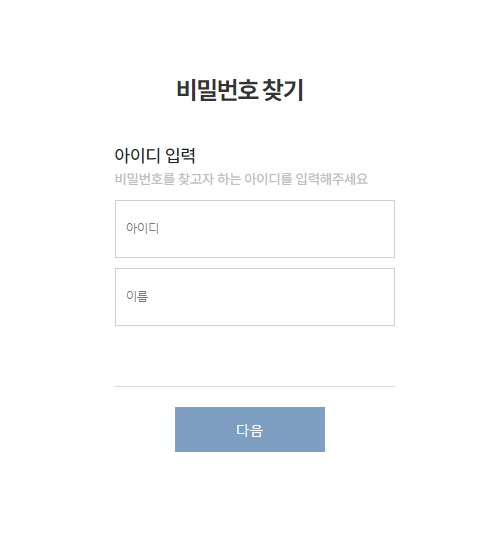 비밀번호 찾기
아이디 입력
비밀번호를 찾고자 하는 아이디를 입력해주세요
아이디
이름
다음